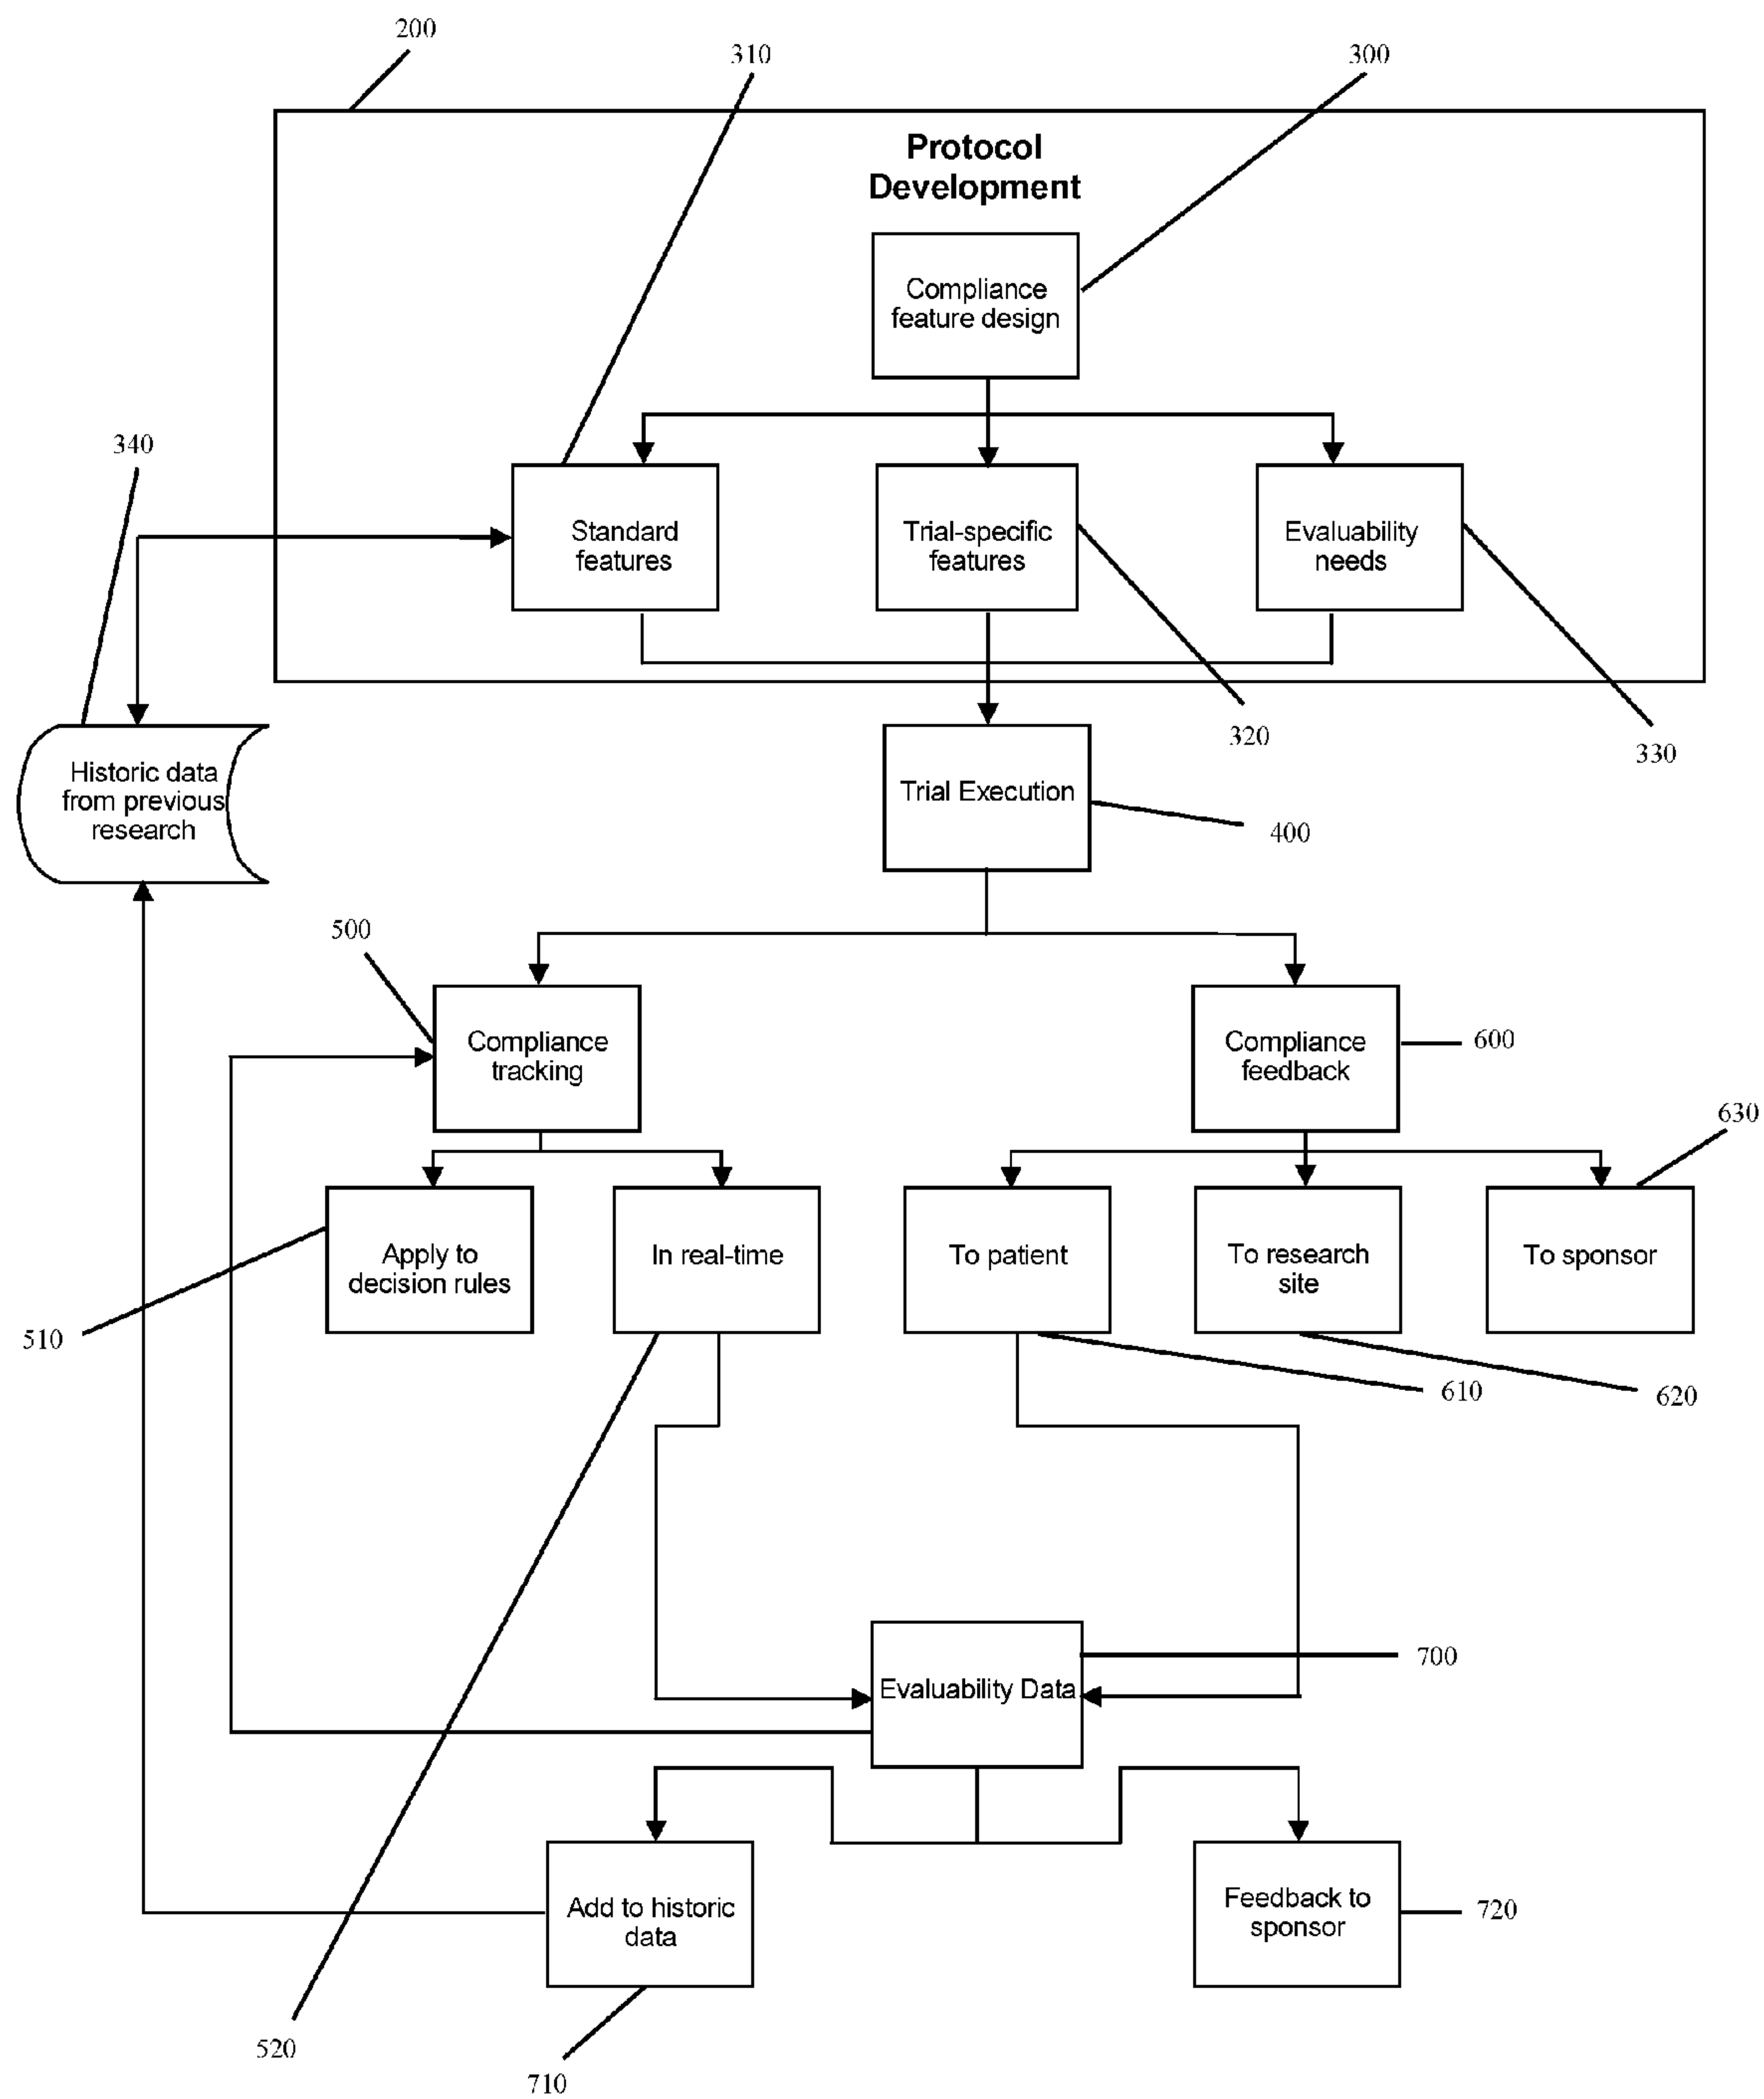 200
310
300
Protocol
Development
Compliance
feature design
340
Standard
features
Trial-specific
features
Evaluability
needs
320
330
Historic data
from previous
research
Trial Execution
400
500
Compliance
tracking
Compliance
feedback
600
630
Apply to
decision rules
In real-time
To patient
To research
site
To sponsor
510
610
620
700
Evaluability Data
Add to historic
data
Feedback to
sponsor
720
520
710